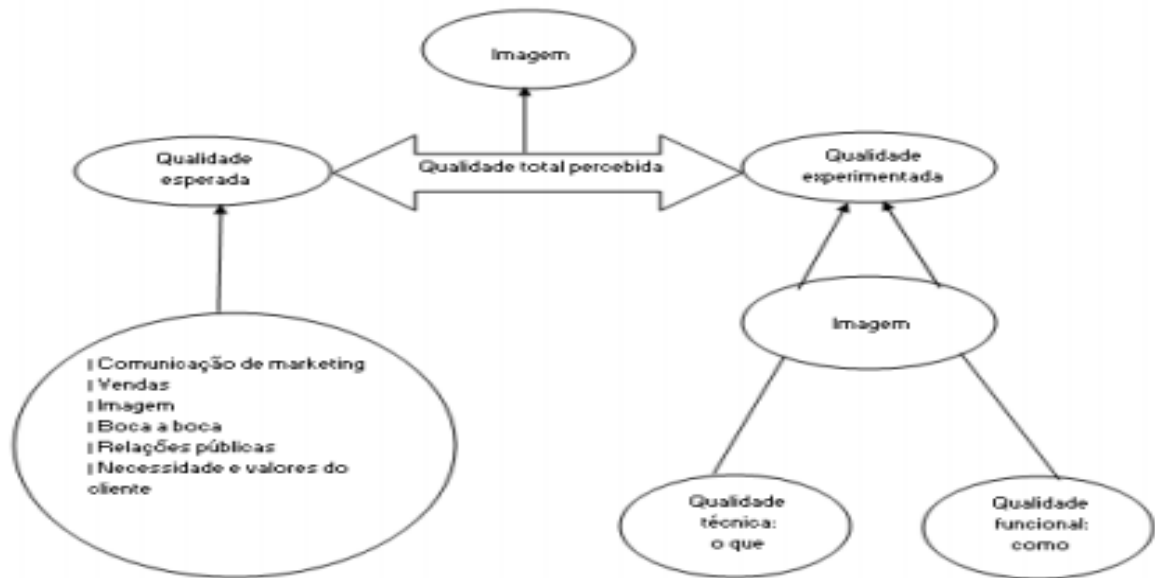 Imagem
Qualidade
esperada
Qualidade total percebida
Qualidade
experimentada
Imagem
| Comunicação de marketing
| Vendas
| Imagem
| Boca a boca
| Relações públicas
| Necessidade e valores do
cliente
Qualidade
técnica:
o que
Qualidade
funcional:
como